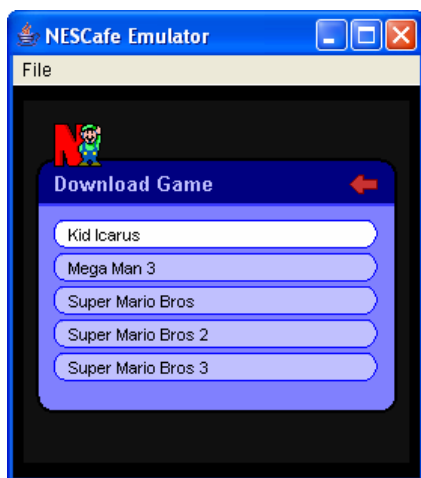 NESCafe Emulator
File
N
Download Game
Kid Icarus
Mega Man 3
Super Mario Bros
Super Mario Bros 2
Super Mario Bros 3